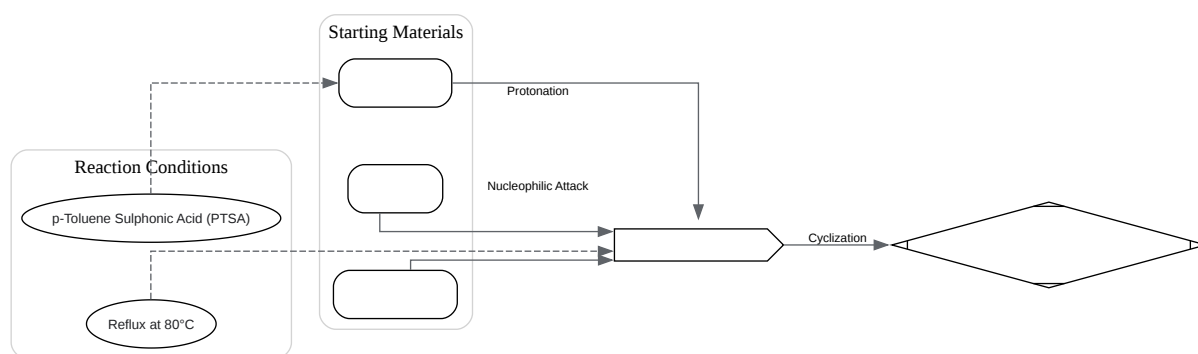 Starting Materials
Protonation
Reaction Conditions
Nucleophilic Attack
p-Toluene Sulphonic Acid (PTSA)
Cyclization
Reflux at 80°C